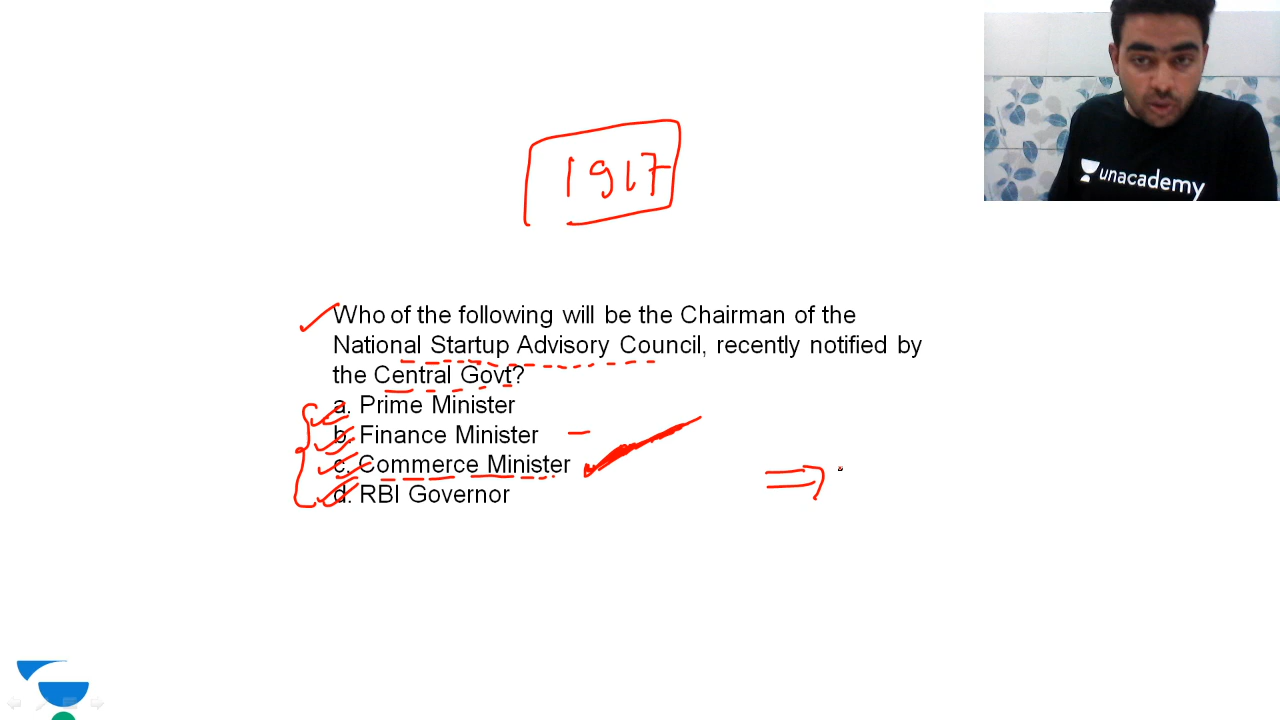 unacademy
1917
Who of the following will be the Chairman of the
National Startup Advisory Council, recently notified by
the Central Govt?
a. Prime Minister
b. Finance Minister
c. Commerce Minister
d. RBI Governor